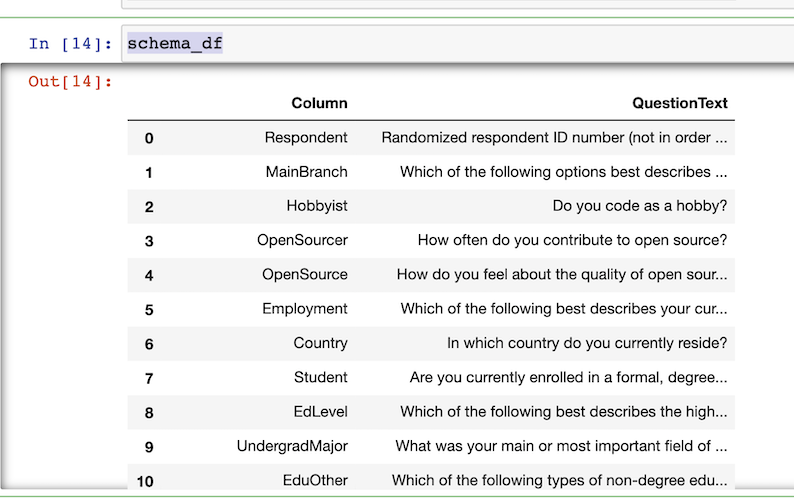 In [14]: schema_df
Out[14]:
Column QuestionText
0 Respondent Randomized respondent ID number (not in order ...
1 MainBranch Which of the following options best describes ...
2 Hobbyist Do you code as a hobby?
3 OpenSourcer How often do you contribute to open source?
4 OpenSource How do you feel about the quality of open sour...
5 Employment Which of the following best describes your cur...
6 Country In which country do you currently reside?
7 Student Are you currently enrolled in a formal, degree...
8 EdLevel Which of the following best describes the high...
9 UndergradMajor What was your main or most important field of ...
10 EduOther Which of the following types of non-degree edu...